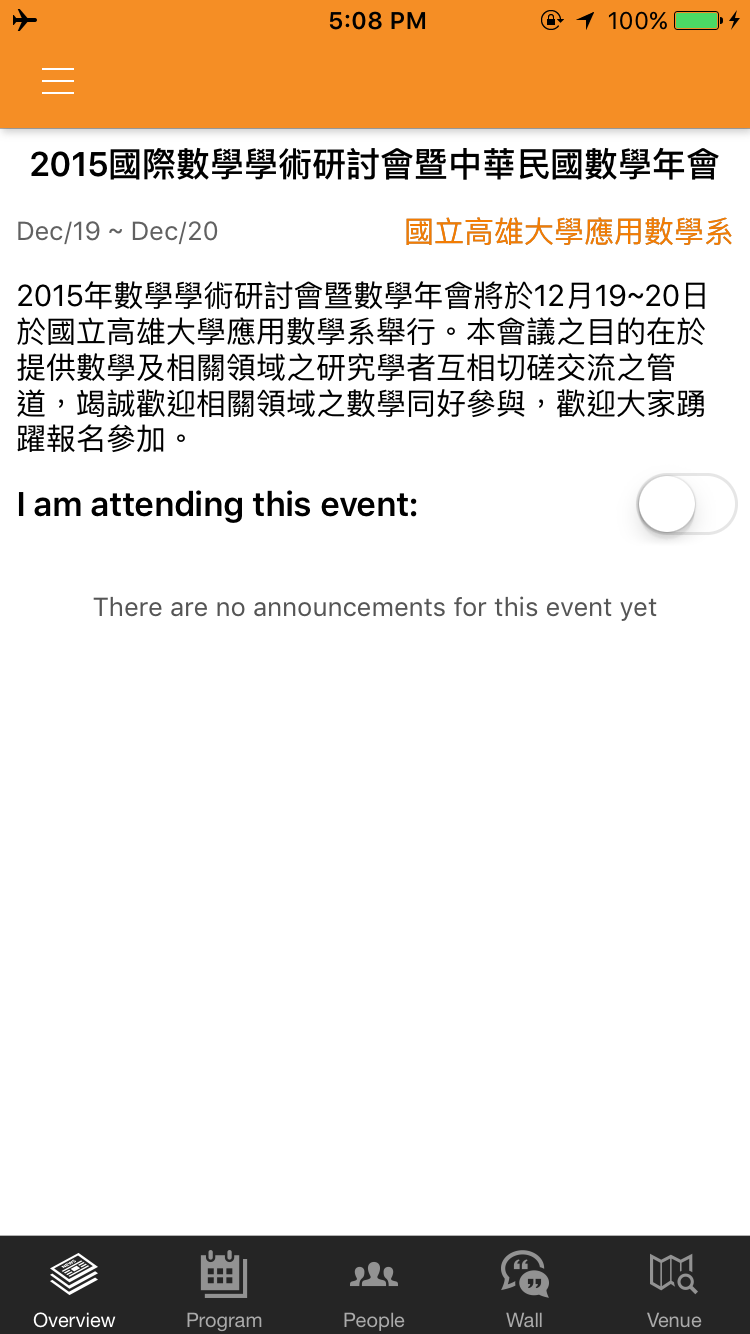 5:08 PM
100%
2015國際數學學術研討會暨中華民國數學年會
Dec/19 ~ Dec/20
國立高雄大學應用數學系
2015年數學學術研討會暨數學年會將於12月19~20日
於國立高雄大學應用數學系舉行。本會議之目的在於
提供數學及相關領域之研究學者互相切磋交流之管
道，竭誠歡迎相關領域之數學同好參與，歡迎大家踴
躍報名參加。
I am attending this event:
There are no announcements for this event yet
Overview
Program
People
Wall
Venue